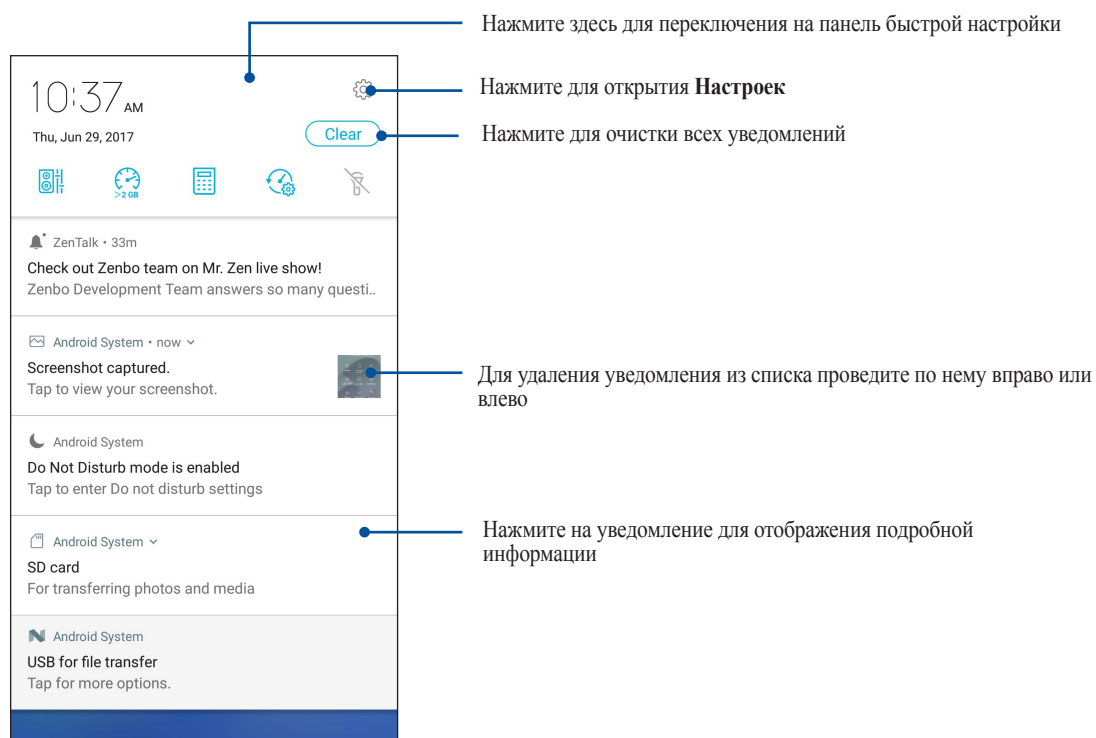 Нажмите здесь для переключения на панель быстрой настройки
10:37 AM
Нажмите для открытия Настроек
Thu, Jun 29, 2017
Clear
Нажмите для очистки всех уведомлений
>2 GB
ZenTalk • 33m
Check out Zenbo team on Mr. Zen live show!
Zenbo Development Team answers so many questi..
Android System • now
Screenshot captured.
Tap to view your screenshot.
Для удаления уведомления из списка проведите по нему вправо или
влево
Android System
Do Not Disturb mode is enabled
Tap to enter Do not disturb settings
Android System
SD card
For transferring photos and media
Нажмите на уведомление для отображения подробной
информации
Android System
USB for file transfer
Tap for more options.